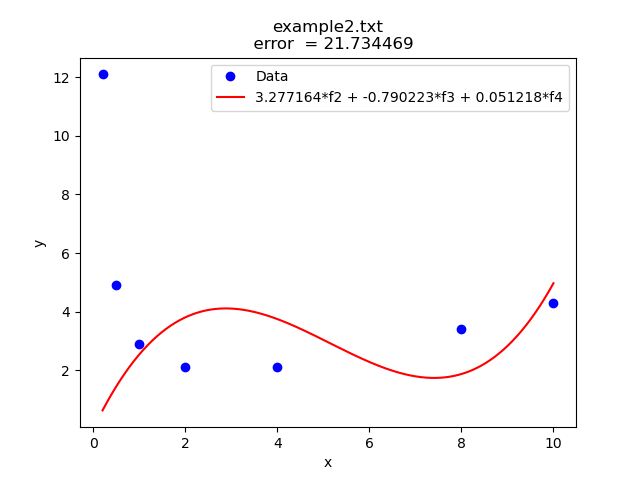 example2.txt
error  = 21.734469
Data
3.277164*f2 + -0.790223*f3 + 0.051218*f4
12
10
8
6
4
2
y
0
2
4
6
8
10
x